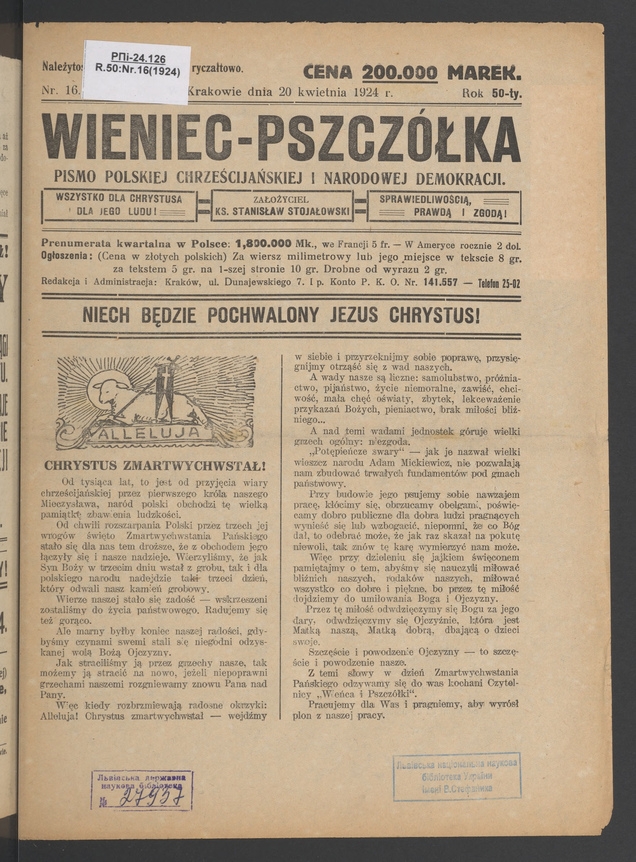 РПі-24.126
R.50:Nr.16(1924)
ryczałtowo.
CENA 200.000 MAREK.
Nr. 16.
Krakowie dnia 20 kwietnia 1924 r.
Rok 50-ty.
WIENIEC-PSZCZÓŁKA
PISMO POLSKIEJ CHRZEŚCIJAŃSKIEJ I NARODOWEJ DEMOKRACJI.
WSZYSTKO DLA CHRYSTUSA
I DLA JEGO LUDU!
ZAŁOŻYCIEL
KS. STANISŁAW STOJAŁOWSKI
SPRAWIEDLIWOŚCIĄ,
PRAWDĄ I ZGODĄ!
Prenumerata kwartalna w Polsce: 1,800.000 Mk., we Francji 5 fr. — W Ameryce rocznie 2 dol.
Ogłoszenia: (Cena w złotych polskich) Za wiersz milimetrowy lub jego miejsce w tekscie 8 gr.
za tekstem 5 gr. na 1-szej stronie 10 gr. Drobne od wyrazu 2 gr.
Redakcja i Administracja: Kraków, ul. Dunajewskiego 7. I p. Konto P. K. O. Nr. 141.557 — Telefon 25-02
NIECH BĘDZIE POCHWALONY JEZUS CHRYSTUS!
ALLELUJA
CHRYSTUS ZMARTWYCHWSTAŁ!
Od tysiąca lat, to jest od przyjęcia wiary
chrześcijańskiej przez pierwszego króla naszego
Mieczysława, naród polski obchodzi tę wielką
pamiątkę zbawienia ludzkości.
Od chwili rozszarpania Polski przez trzech jej
wrogów święto Zmartwychwstania Pańskiego
stało się dla nas tem droższe, że z obchodem jego
łączyły się i nasze nadzieje. Wierzyliśmy, że jak
Syn Boży w trzecim dniu wstał z grobu, tak i dla
polskiego narodu nadejdzie taki trzeci dzień,
który odwali nasz kamień grobowy.
Wierze naszej stało się zadość — wskrzeszeni
zostaliśmy do życia państwowego. Radujemy się
też gorąco.
Ale marny byłby koniec naszej radości, gdy-
byśmy czynami swemi stali się niegodni odzys-
kanej wolą Bożą Ojczyzny.
Jak straciliśmy ją przez grzechy nasze, tak
możemy ją stracić na nowo, jeżeli niepoprawni
grzechami naszemi rozgniewamy znowu Pana nad
Pany.
Więc kiedy rozbrzmiewają radosne okrzyki:
Alleluja! Chrystus zmartwychwstał — wejdźmy
w siebie i przyrzeknijmy sobie poprawę, przysię-
gnijmy otrząść się z wad naszych.
A wady nasze są liczne: samolubstwo, próżnia-
ctwo, pijaństwo, życie niemoralne, zawiść, chci-
wość, mała chęć oświaty, zbytek, lekceważenie
przykazań Bożych, pieniactwo, brak miłości bliź-
niego...
A nad temi wadami jednostek góruje wielki
grzech ogólny: niezgoda.
„Potępieńcze swary" — jak je nazwał wielki
wieszcz narodu Adam Mickiewicz, nie pozwalają
nam zbudować trwałych fundamentów pod gmach
państwowy.
Przy budowie jego psujemy sobie nawzajem
pracę, kłócimy się, obrzucamy obelgami, poświę-
camy dobro publiczne dla dobra ludzi pragnących
wynieść się lub wzbogacić, niepomni, że co Bóg
dał, to odebrać może, że jak raz skazał na pokutę
niewoli, tak znów tę karę wymierzyć nam może.
Więc przy dzieleniu się jajkiem święconem
pamiętajmy o tem, abyśmy się nauczyli miłować
bliźnich naszych, rodaków naszych, miłować
wszystko co dobre i piękne, bo przez tę miłość
dojdziemy do umiłowania Boga i Ojczyzny.
Przez tę miłość odwdzięczymy się Bogu za jego
dary, odwdzięczymy się Ojczyźnie, która jest
Matką naszą, Matką dobrą, dbającą o dzieci
swoje.
Szczęście i powodzenie Ojczyzny — to szczę-
ście i powodzenie nasze.
Z temi słowy w dzień Zmartwychwstania
Pańskiego odzywamy się do was kochani Czytel-
nicy „Wieńca i Pszczółki".
Pracujemy dla Was i pragniemy, aby wyrósł
plon z naszej pracy.
Львівська державна
наукова бібліотека
№ 27937
Львівська національна наукова
бібліотека України
імені В.Стефаника